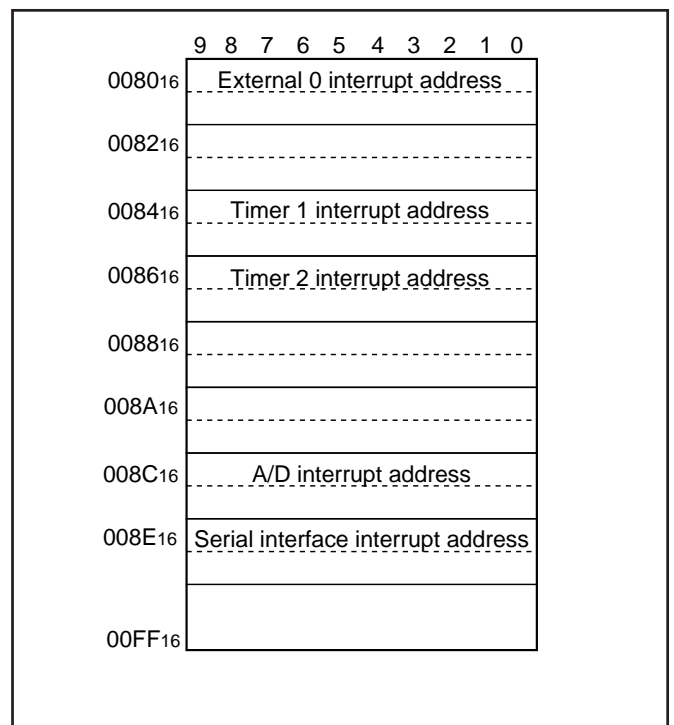 9 8 7 6 5 4 3 2 1 0
008016 External 0 interrupt address
008216
008416 Timer 1 interrupt address
008616 Timer 2 interrupt address
008816
008A16
008C16 A/D interrupt address
008E16 Serial interface interrupt address
00FF16